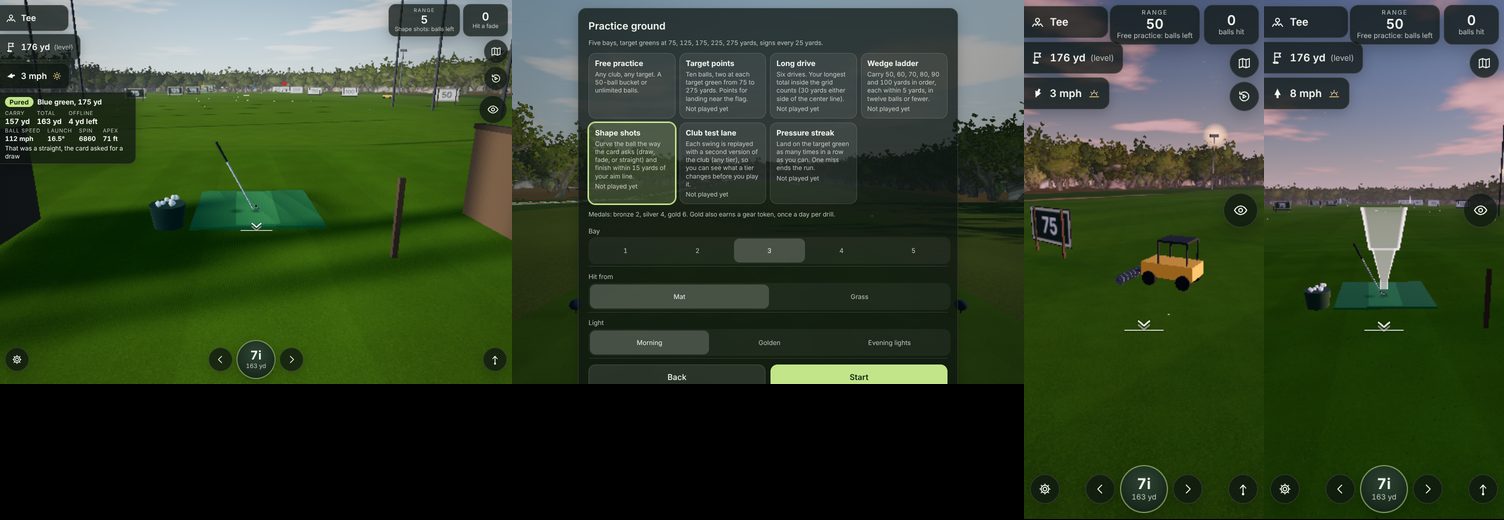 Tee
176 yd (level)
3 mph
Pured Blue green, 175 yd
CARRY TOTAL OFFLINE
157 yd 163 yd 4 yd left
BALL SPEED LAUNCH SPIN APEX
112 mph 16.5° 6860 71 ft
That was a straight, the card asked for a
draw
RANGE
5
Shape shots: balls left
0
Hit a fade
100
50
7i
163 yd
Practice ground
Five bays, target greens at 75, 125, 175, 225, 275 yards, signs every 25 yards.
Free practice
Any club, any target. A
50-ball bucket or
unlimited balls.
Target points
Ten balls, two at each
target green from 75 to
275 yards. Points for
landing near the flag.
Not played yet
Long drive
Six drives. Your longest
total inside the grid
counts (30 yards either
side of the center line).
Not played yet
Wedge ladder
Carry 50, 60, 70, 80, 90
and 100 yards in order,
each within 5 yards, in
twelve balls or fewer.
Not played yet
Shape shots
Curve the ball the way
the card asks (draw,
fade, or straight) and
finish within 15 yards of
your aim line.
Not played yet
Club test lane
Each swing is replayed
with a second version of
the club (any tier), so
you can see what a tier
changes before you play
it.
Not played yet
Pressure streak
Land on the target green
as many times in a row
as you can. One miss
ends the run.
Not played yet
Medals: bronze 2, silver 4, gold 6. Gold also earns a gear token, once a day per drill.
Bay
1 2 3 4 5
Hit from
Mat Grass
Light
Morning Golden Evening lights
Back Start
Tee
176 yd (level)
3 mph
RANGE
50
Free practice: balls left
0
balls hit
75
7i
163 yd
Tee
176 yd (level)
8 mph
RANGE
50
Free practice: balls left
0
balls hit
7i
163 yd